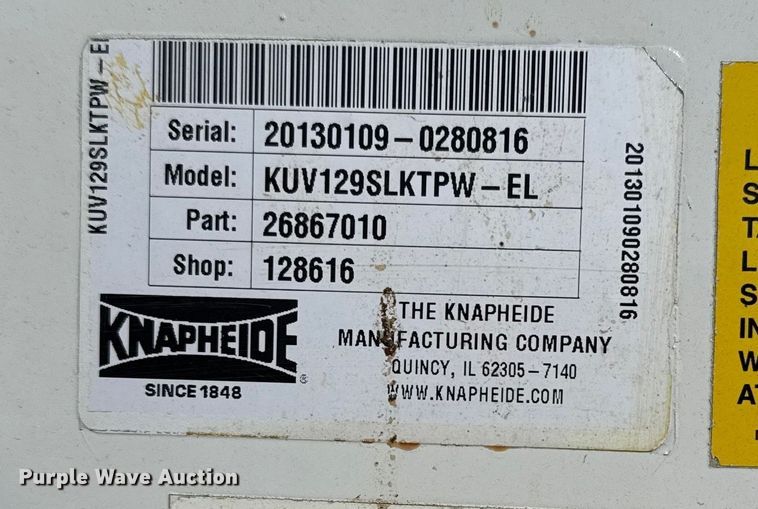 KUV129SLKTPW-EL
Serial: 20130109-0280816
Model: KUV129SLKTPW-EL
Part: 26867010
Shop: 128616
201301090280816
KNAPHEIDE
®
SINCE 1848
THE KNAPHEIDE
MANUFACTURING COMPANY
QUINCY, IL 62305-7140
WWW.KNAPHEIDE.COM
Purple Wave Auction